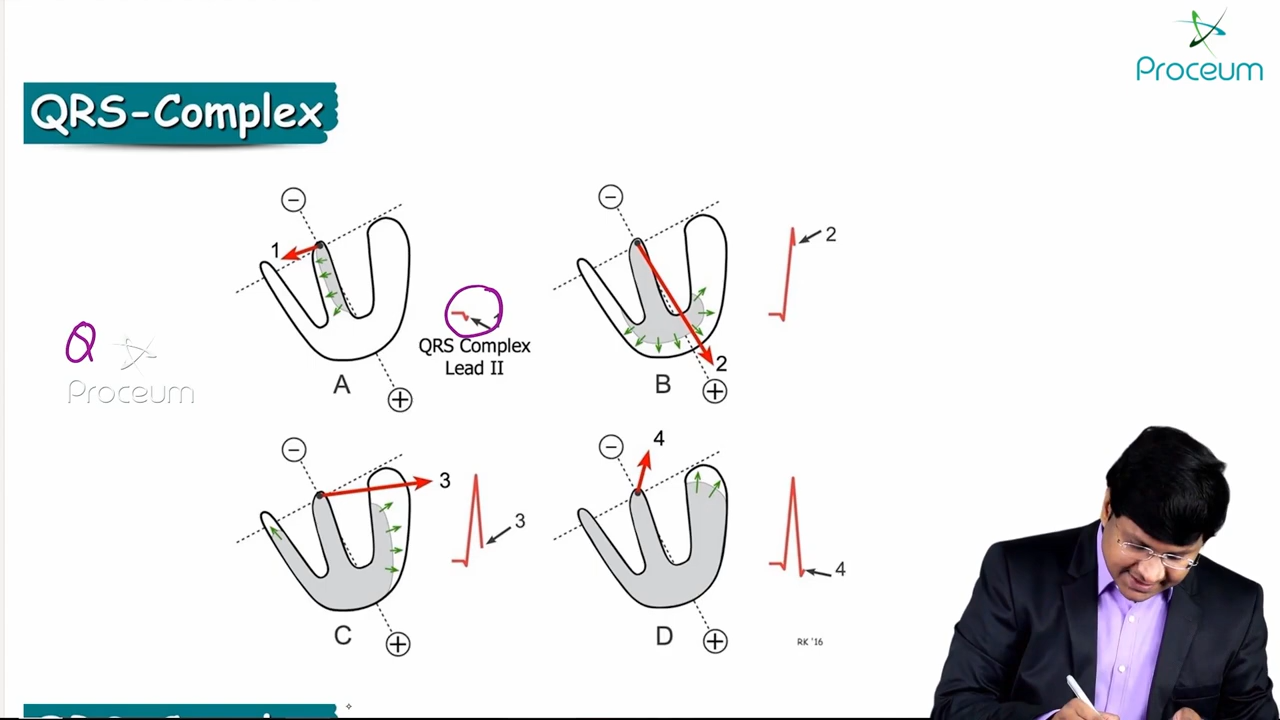 Proceum
QRS-Complex
−
−
1
2
2
QRS Complex
Lead II
Q
Proceum
A
+
B
+
−
−
4
3
3
4
C
+
D
+
RK '16